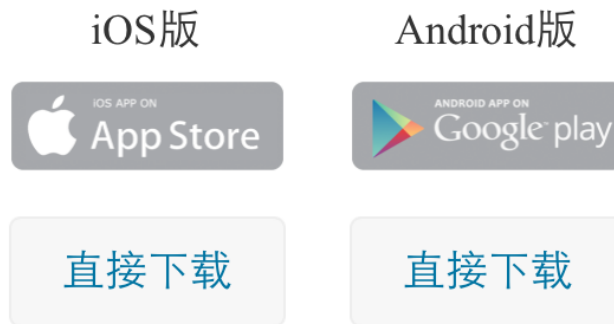 iOS版
Android版
iOS APP ON
App Store
ANDROID APP ON
Google play
直接下载
直接下载